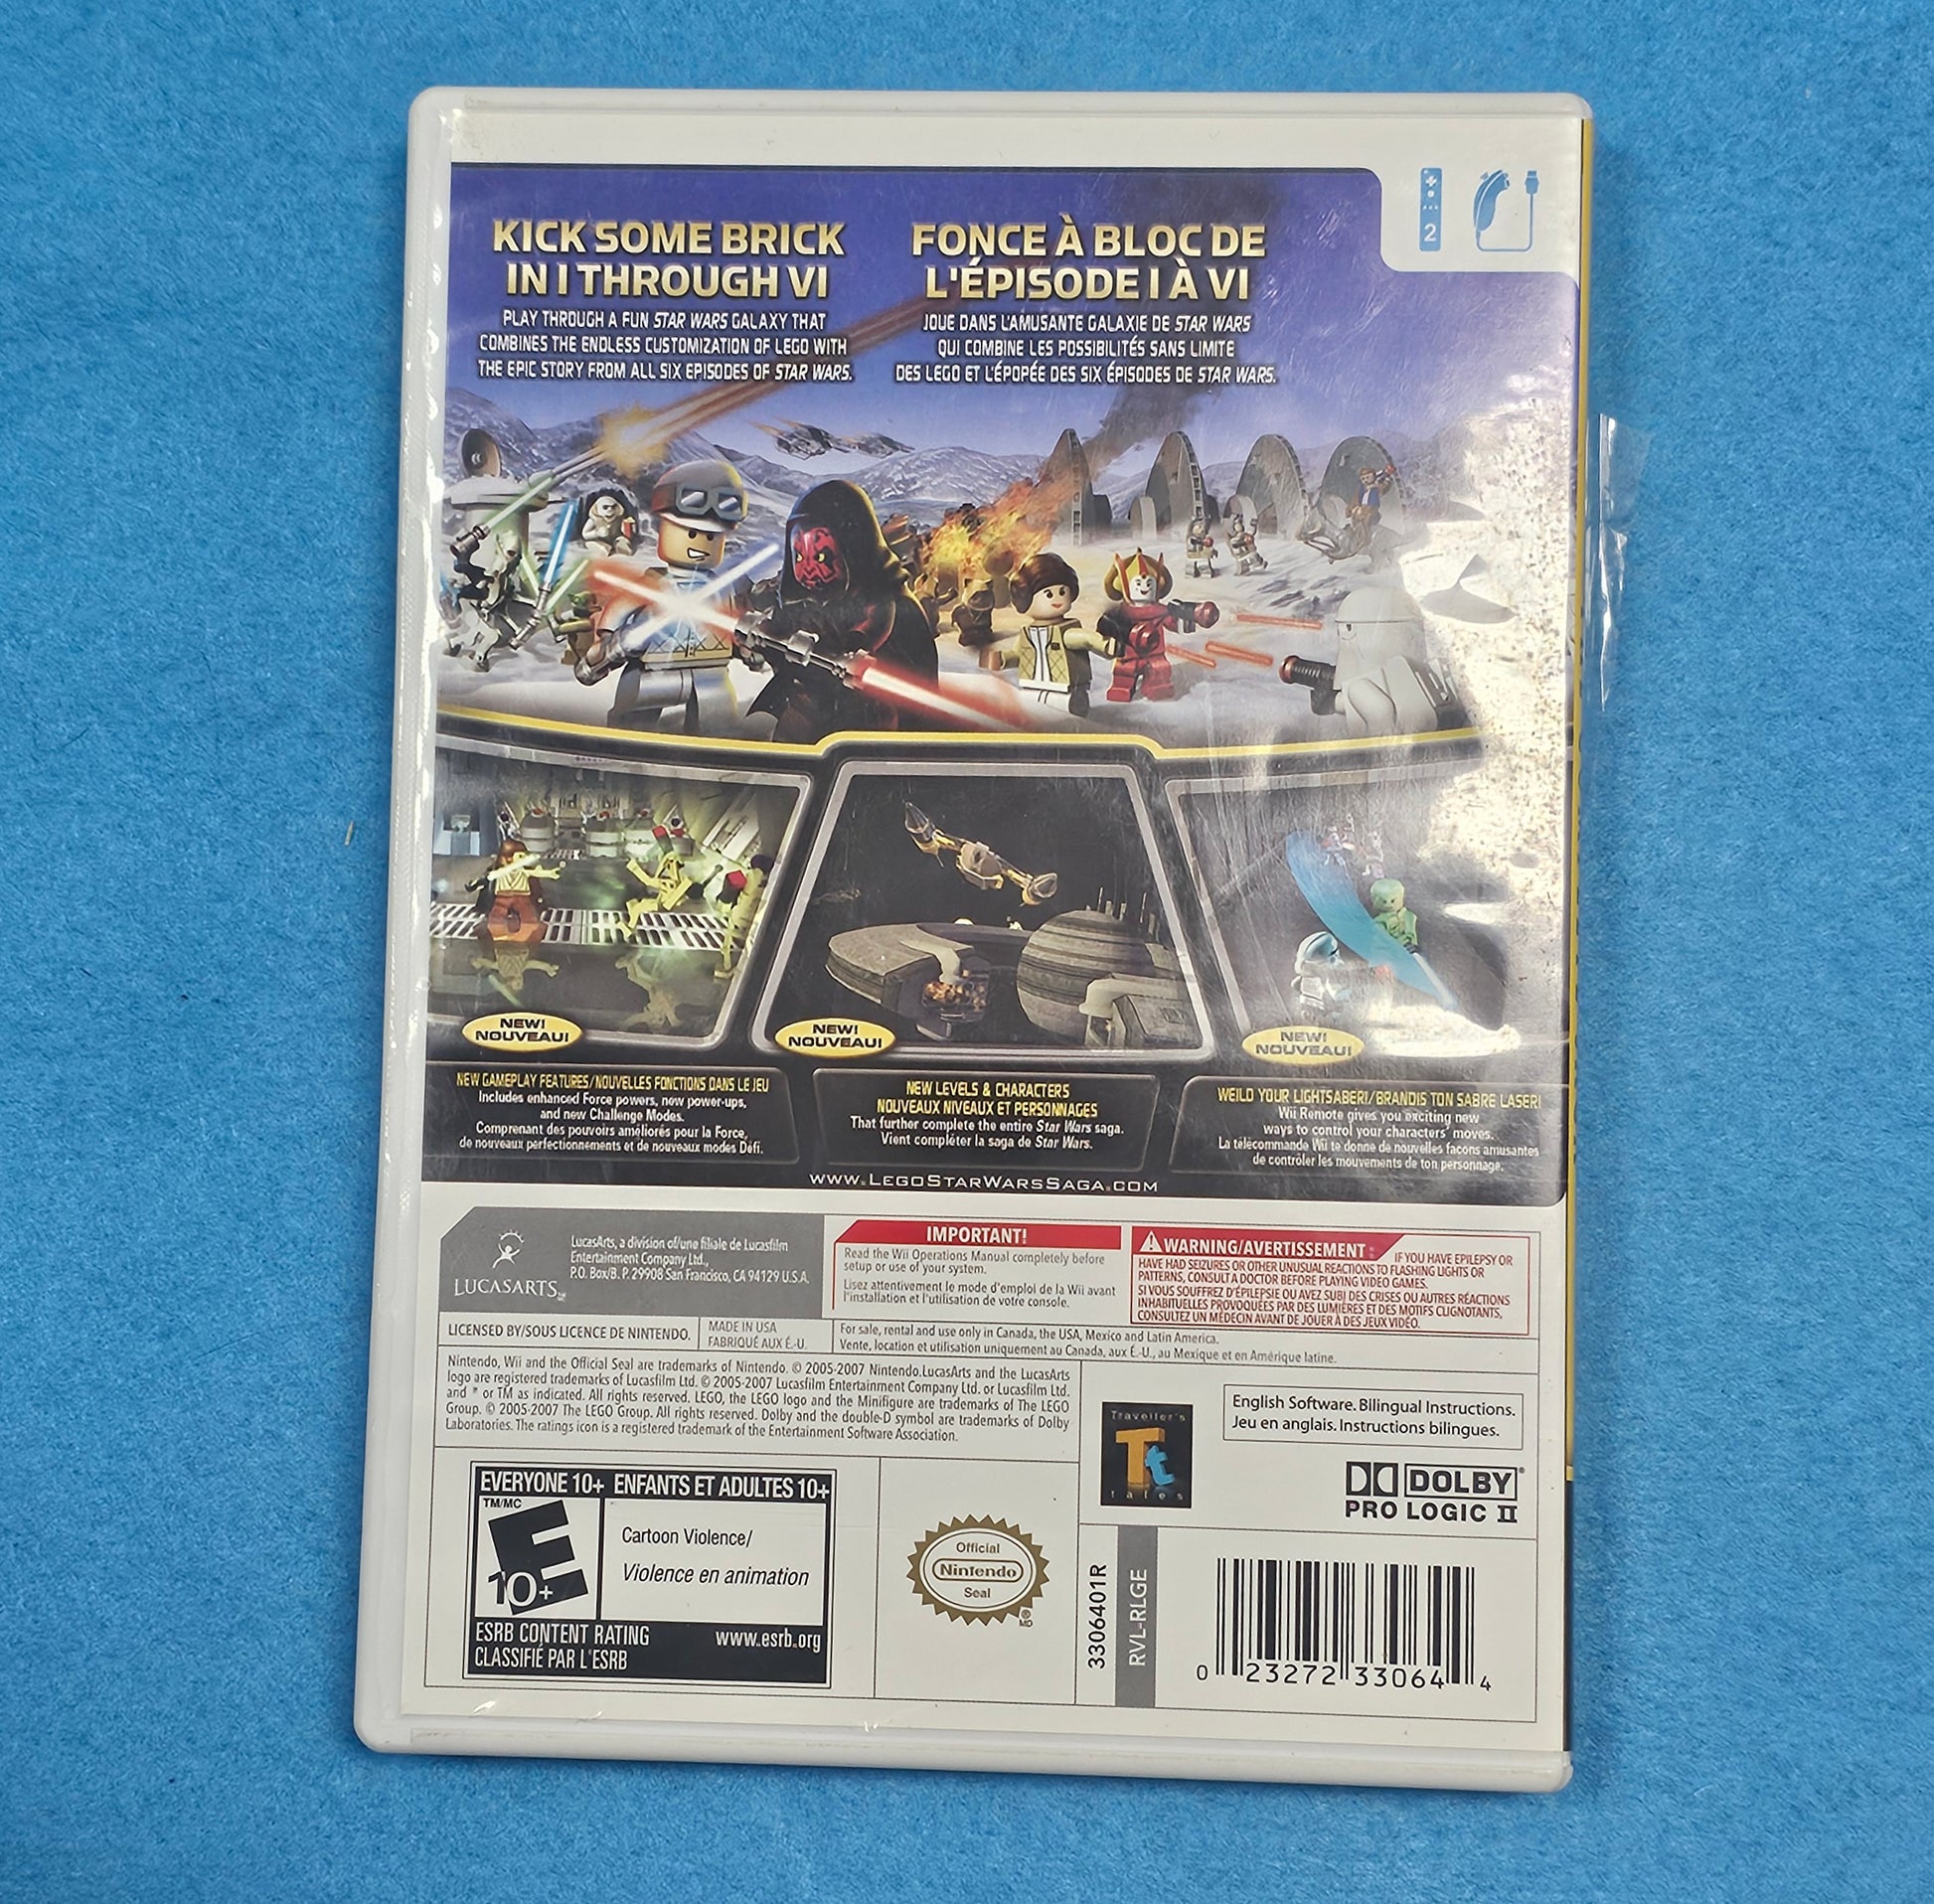 2
KICK SOME BRICK
IN I THROUGH VI
PLAY THROUGH A FUN STAR WARS GALAXY THAT
COMBINES THE ENDLESS CUSTOMIZATION OF LEGO WITH
THE EPIC STORY FROM ALL SIX EPISODES OF STAR WARS.
FONCE À BLOC DE
L'ÉPISODE I À VI
JOUE DANS L'AMUSANTE GALAXIE DE STAR WARS
QUI COMBINE LES POSSIBILITÉS SANS LIMITE
DES LEGO ET L'ÉPOPÉE DES SIX ÉPISODES DE STAR WARS.
NEW!
NOUVEAU!
NEW!
NOUVEAU!
NEW!
NOUVEAU!
NEW GAMEPLAY FEATURES/NOUVELLES FONCTIONS DANS LE JEU
Includes enhanced Force powers, new power-ups,
and new Challenge Modes.
Comprenant des pouvoirs améliorés pour la Force,
de nouveaux perfectionnements et de nouveaux modes Défi.
NEW LEVELS & CHARACTERS
NOUVEAUX NIVEAUX ET PERSONNAGES
That further complete the entire Star Wars saga.
Vient compléter la saga de Star Wars.
WEILD YOUR LIGHTSABER!/BRANDIS TON SABRE LASER!
Wii Remote gives you exciting new
ways to control your characters' moves.
La télécommande Wii te donne de nouvelles facons amusantes
de contrôler les mouvements de ton personnage.
WWW.LEGOSTARWARSSAGA.COM
LUCASARTS™
LucasArts, a division of/une filiale de Lucasfilm
Entertainment Company Ltd.,
P.O. Box/B. P. 29908 San Francisco, CA 94129 U.S.A.
IMPORTANT!
Read the Wii Operations Manual completely before
setup or use of your system.
Lisez attentivement le mode d'emploi de la Wii avant
l'installation et l'utilisation de votre console.
WARNING/AVERTISSEMENT: IF YOU HAVE EPILEPSY OR
HAVE HAD SEIZURES OR OTHER UNUSUAL REACTIONS TO FLASHING LIGHTS OR
PATTERNS, CONSULT A DOCTOR BEFORE PLAYING VIDEO GAMES.
SI VOUS SOUFFREZ D'ÉPILEPSIE OU AVEZ SUBI DES CRISES OU AUTRES RÉACTIONS
INHABITUELLES PROVOQUÉES PAR DES LUMIÈRES ET DES MOTIFS CLIGNOTANTS,
CONSULTEZ UN MÉDECIN AVANT DE JOUER À DES JEUX VIDÉO.
LICENSED BY/SOUS LICENCE DE NINTENDO.
MADE IN USA
FABRIQUÉ AUX É.-U.
For sale, rental and use only in Canada, the USA, Mexico and Latin America.
Vente, location et utilisation uniquement au Canada, aux É.-U., au Mexique et en Amérique latine.
Nintendo, Wii and the Official Seal are trademarks of Nintendo. © 2005-2007 Nintendo.LucasArts and the LucasArts
logo are registered trademarks of Lucasfilm Ltd. © 2005-2007 Lucasfilm Entertainment Company Ltd. or Lucasfilm Ltd.
and ® or TM as indicated. All rights reserved. LEGO, the LEGO logo and the Minifigure are trademarks of The LEGO
Group. © 2005-2007 The LEGO Group. All rights reserved. Dolby and the double-D symbol are trademarks of Dolby
Laboratories. The ratings icon is a registered trademark of the Entertainment Software Association.
Traveller's
Tt
tales
English Software. Bilingual Instructions.
Jeu en anglais. Instructions bilingues.
DOLBY®
PRO LOGIC II
EVERYONE 10+ ENFANTS ET ADULTES 10+
TM/MC
E
10+
Cartoon Violence/
Violence en animation
ESRB CONTENT RATING www.esrb.org
CLASSIFIÉ PAR L'ESRB
Official
Nintendo
Seal
®
MD
3306401R
RVL-RLGE
0 23272 33064 4